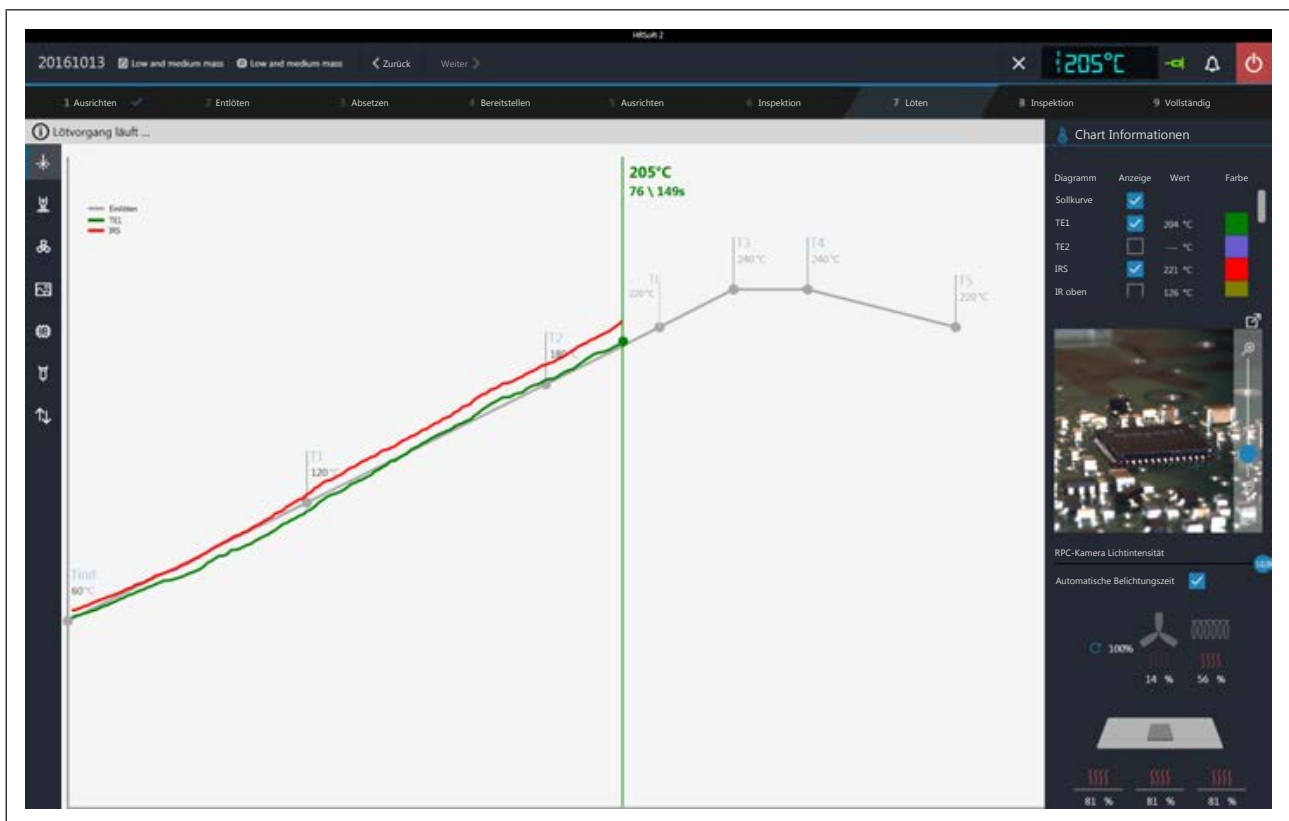 HRSoft 2
20161013 Low and medium mass Low and medium mass Zurück Weiter 205°C
1 Ausrichten 2 Entlöten 3 Absetzen 4 Bereitstellen 5 Ausrichten 6 Inspektion 7 Löten 8 Inspektion 9 Vollständig
Lötvorgang läuft ...
Chart Informationen
205°C
76 \ 149s
Einlöten
TE1
IRS
T3
240°C
T4
240°C
TL
220°C
T5
220°C
T2
180°C
T1
120°C
Tinit
60°C
Diagramm Anzeige Wert Farbe
Sollkurve
TE1 204 °C
TE2 --- °C
IRS 221 °C
IR oben 126 °C
RPC-Kamera Lichtintensität
Automatische Belichtungszeit
100%
14 % 56 %
81 % 81 % 81 %